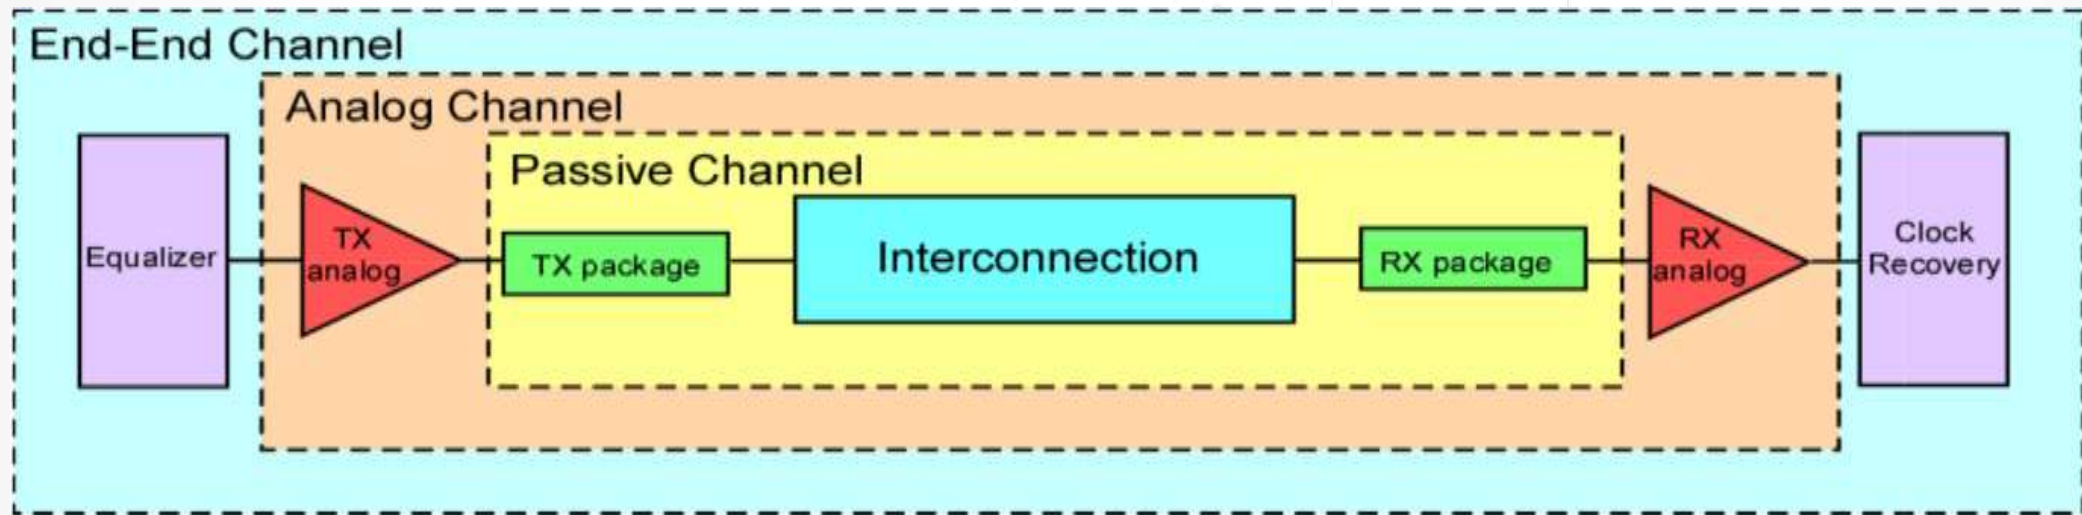 End-End Channel
Analog Channel
Passive Channel
Equalizer
TX
analog
TX package
Interconnection
RX package
RX
analog
Clock
Recovery